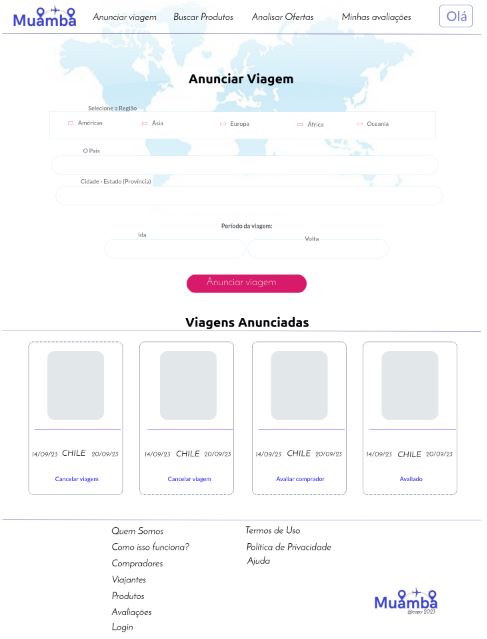 Muamba Anunciar viagem Buscar Produtos Analisar Ofertas Minhas avaliações Olá
Anunciar Viagem
Selecione a Região
Américas Ásia Europa África Oceania
O País
Cidade - Estado (Província)
Período da viagem:
Ida Volta
Anunciar viagem
Viagens Anunciadas
14/09/23 CHILE 20/09/23 14/09/23 CHILE 20/09/23 14/09/23 CHILE 20/09/23 14/09/23 CHILE 20/09/23
Cancelar viagem Cancelar viagem Avaliar comprador Avaliado
Quem Somos Termos de Uso
Como isso funciona? Política de Privacidade
Compradores Ajuda
Viajantes
Produtos
Avaliações
Login
Muamba
2023